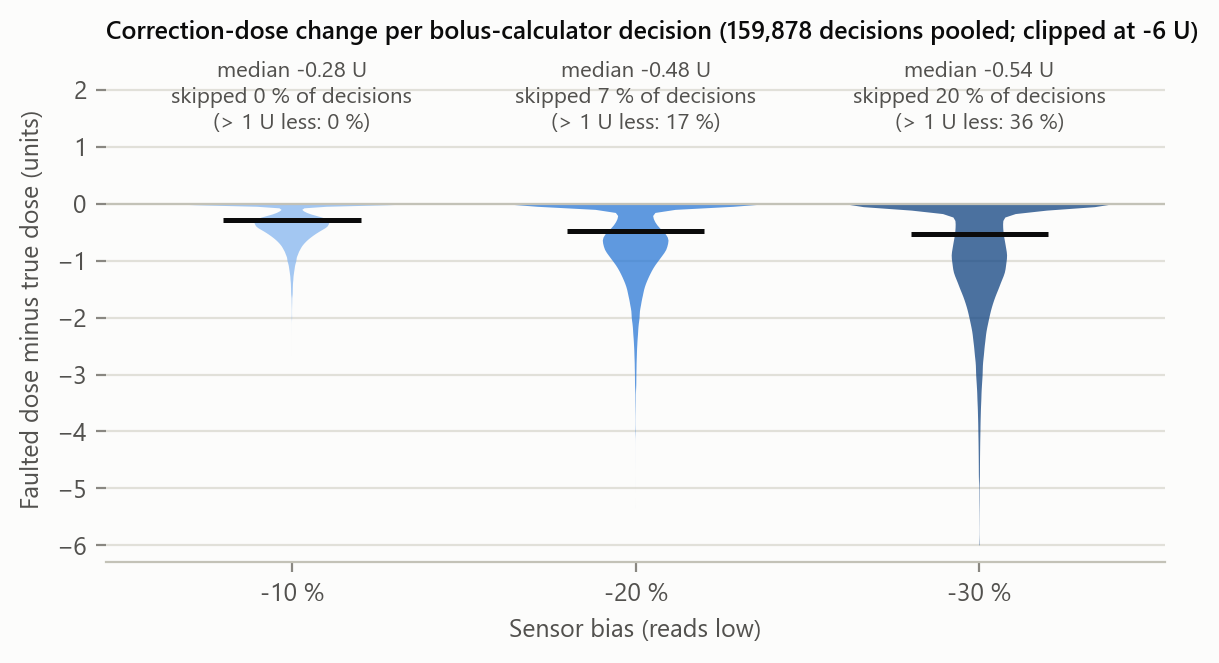 Correction-dose change per bolus-calculator decision (159,878 decisions pooled; clipped at -6 U)
median -0.28 U
skipped 0 % of decisions
(> 1 U less: 0 %)
median -0.48 U
skipped 7 % of decisions
(> 1 U less: 17 %)
median -0.54 U
skipped 20 % of decisions
(> 1 U less: 36 %)
Faulted dose minus true dose (units)
2
1
0
−1
−2
−3
−4
−5
−6
-10 %
-20 %
-30 %
Sensor bias (reads low)